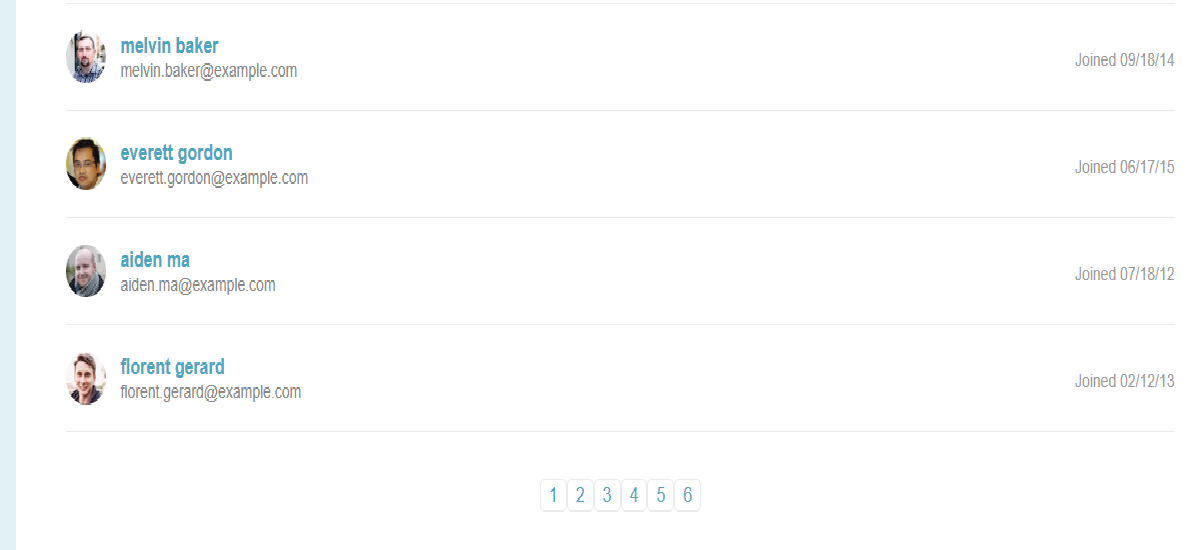 melvin baker
melvin.baker@example.com
Joined 09/18/14
everett gordon
everett.gordon@example.com
Joined 06/17/15
aiden ma
aiden.ma@example.com
Joined 07/18/12
florent gerard
florent.gerard@example.com
Joined 02/12/13
1 2 3 4 5 6